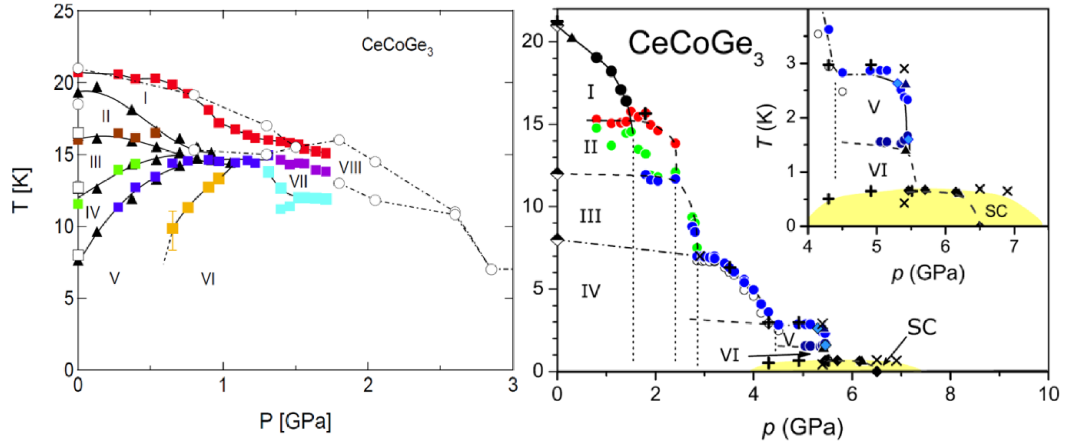 CeCoGe3
25
20
15
10
5
0
T [K]
I
II
III
IV
V
VI
VII
VIII
0
1
2
3
P [GPa]
CeCoGe3
20
15
10
5
0
I
II
III
IV
V
VI
SC
0
2
4
6
8
10
p (GPa)
3
2
1
0
T (K)
V
VI
SC
4
5
6
7
p (GPa)